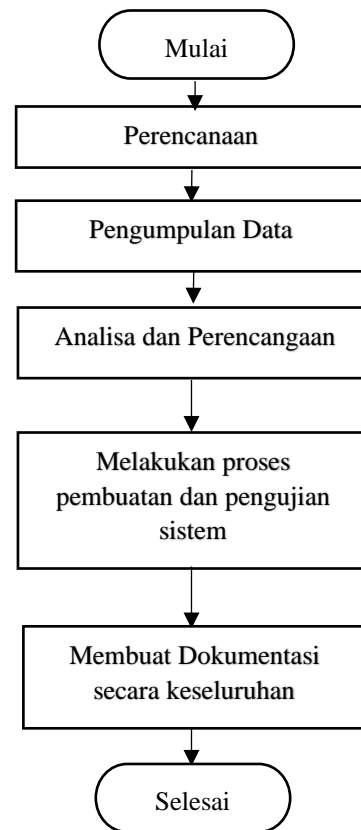 Mulai
Perencanaan
Pengumpulan Data
Analisa dan Perencangaan
Melakukan proses
pembuatan dan pengujian
sistem
Membuat Dokumentasi
secara keseluruhan
Selesai